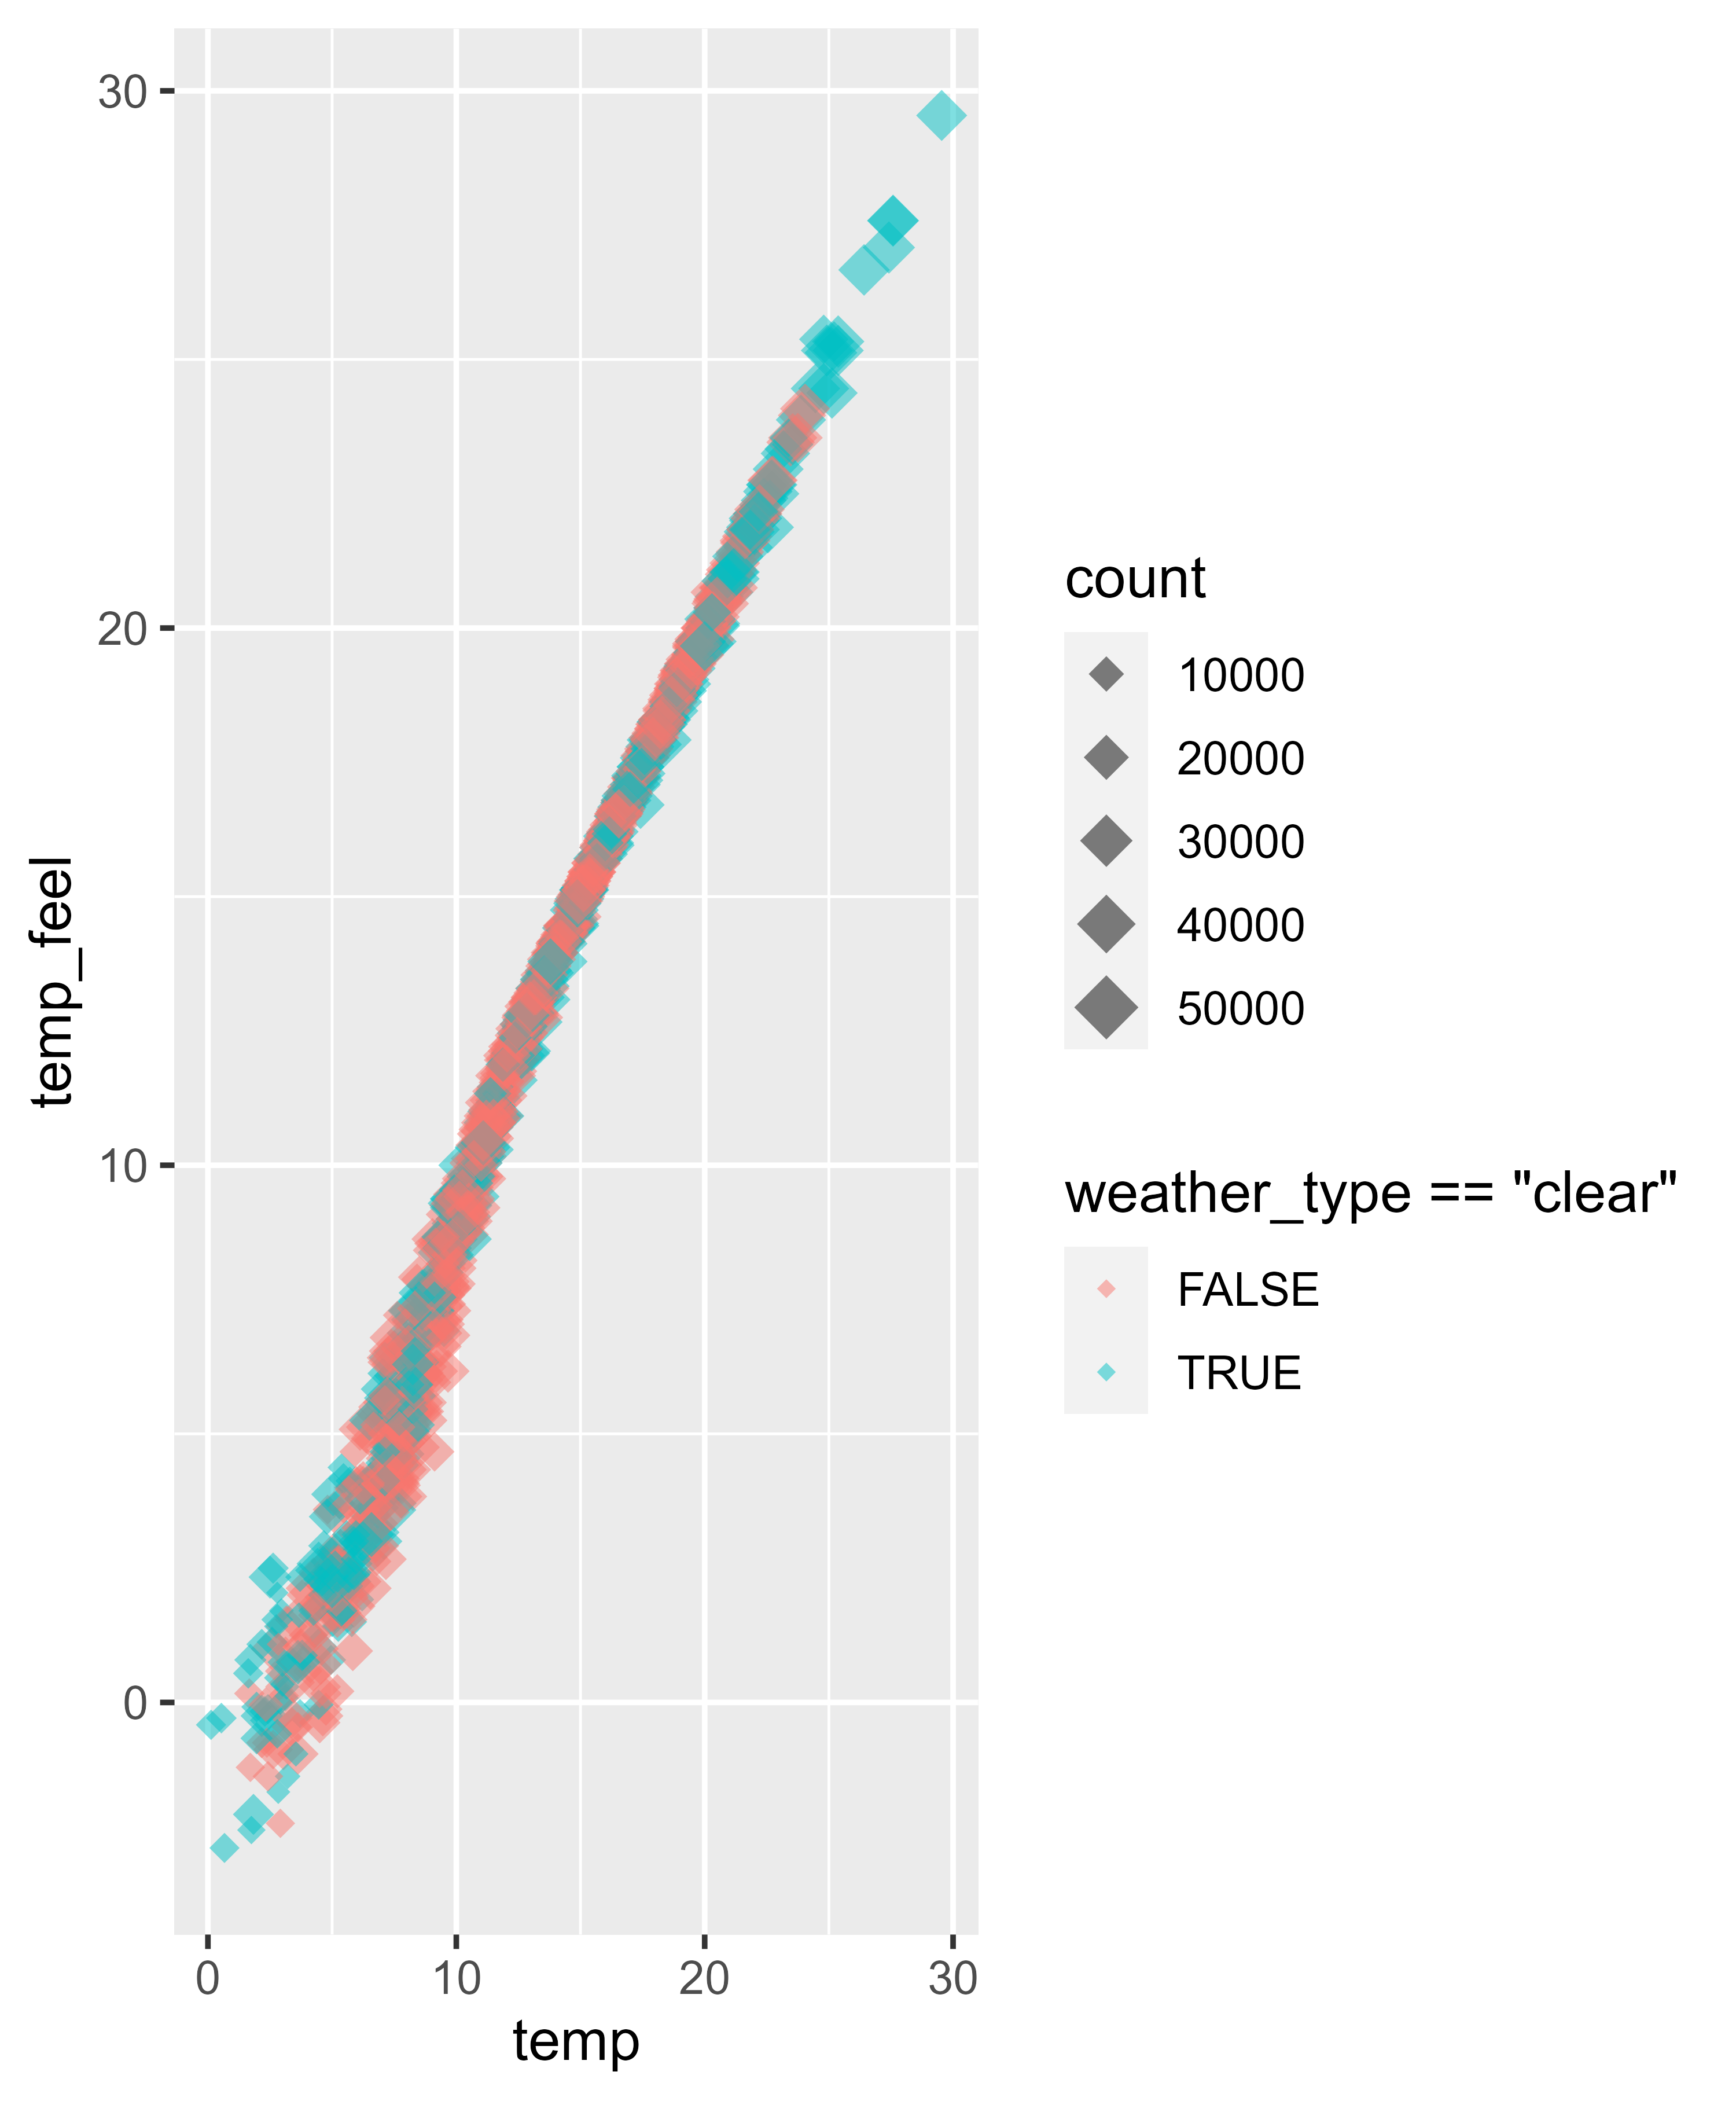 30
20
10
0
temp_feel
0 10 20 30
temp
count
10000
20000
30000
40000
50000
weather_type == "clear"
FALSE
TRUE